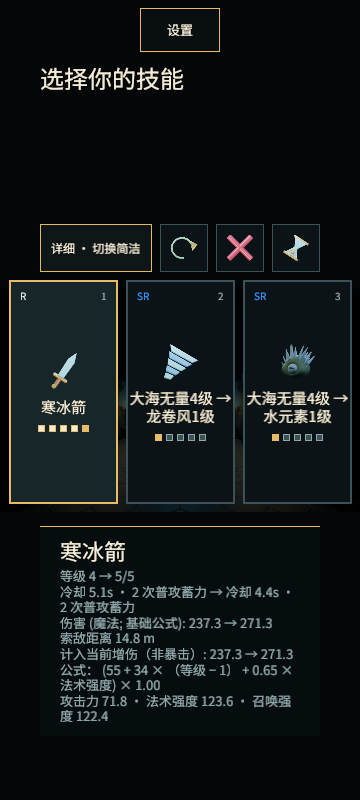 设置
选择你的技能
详细 · 切换简洁
R 1
SR 2
SR 3
寒冰箭
大海无量4级 →
龙卷风1级
大海无量4级 →
水元素1级
寒冰箭
等级 4 → 5/5
冷却 5.1s · 2 次普攻蓄力 → 冷却 4.4s ·
2 次普攻蓄力
伤害 (魔法; 基础公式): 237.3 → 271.3
索敌距离 14.8 m
计入当前增伤（非暴击）: 237.3 → 271.3
公式： (55 + 34 × （等级 − 1） + 0.65 ×
法术强度) × 1.00
攻击力 71.8 · 法术强度 123.6 · 召唤强
度 122.4